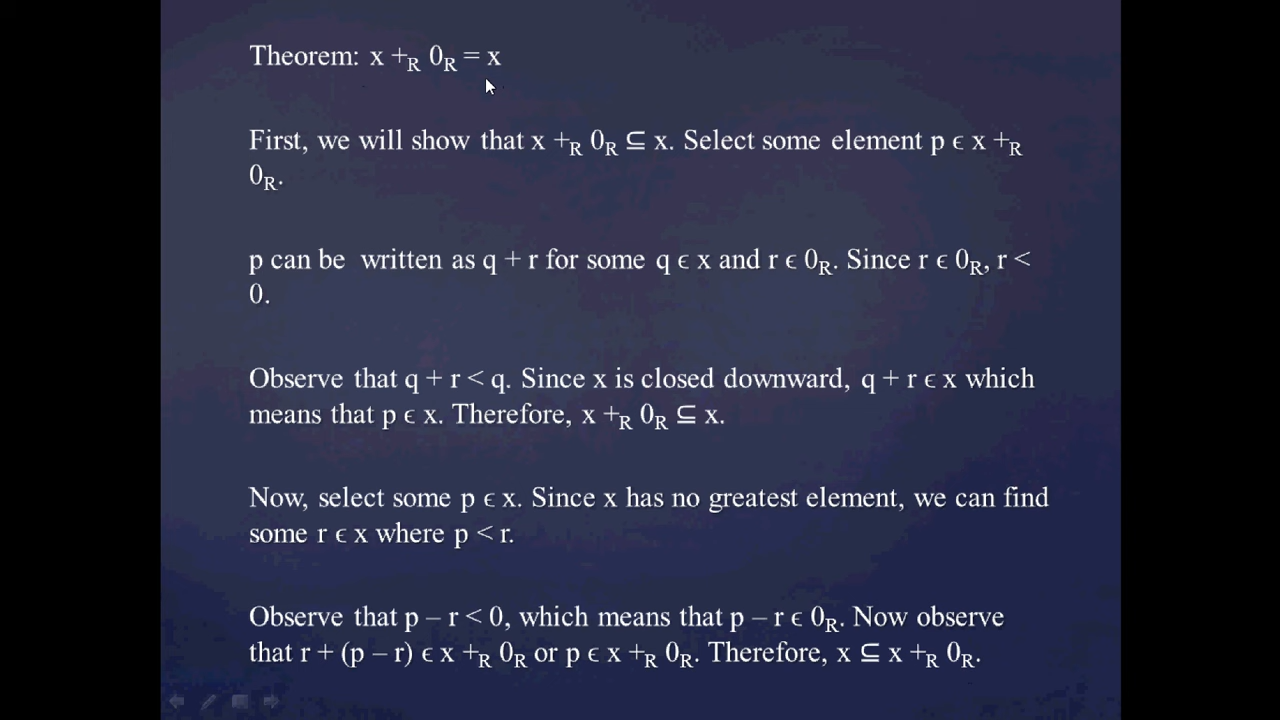 Theorem: x +R 0R = x
First, we will show that x +R 0R ⊆ x. Select some element p ϵ x +R
0R.
p can be written as q + r for some q ϵ x and r ϵ 0R. Since r ϵ 0R, r <
0.
Observe that q + r < q. Since x is closed downward, q + r ϵ x which
means that p ϵ x. Therefore, x +R 0R ⊆ x.
Now, select some p ϵ x. Since x has no greatest element, we can find
some r ϵ x where p < r.
Observe that p – r < 0, which means that p – r ϵ 0R. Now observe
that r + (p – r) ϵ x +R 0R or p ϵ x +R 0R. Therefore, x ⊆ x +R 0R.